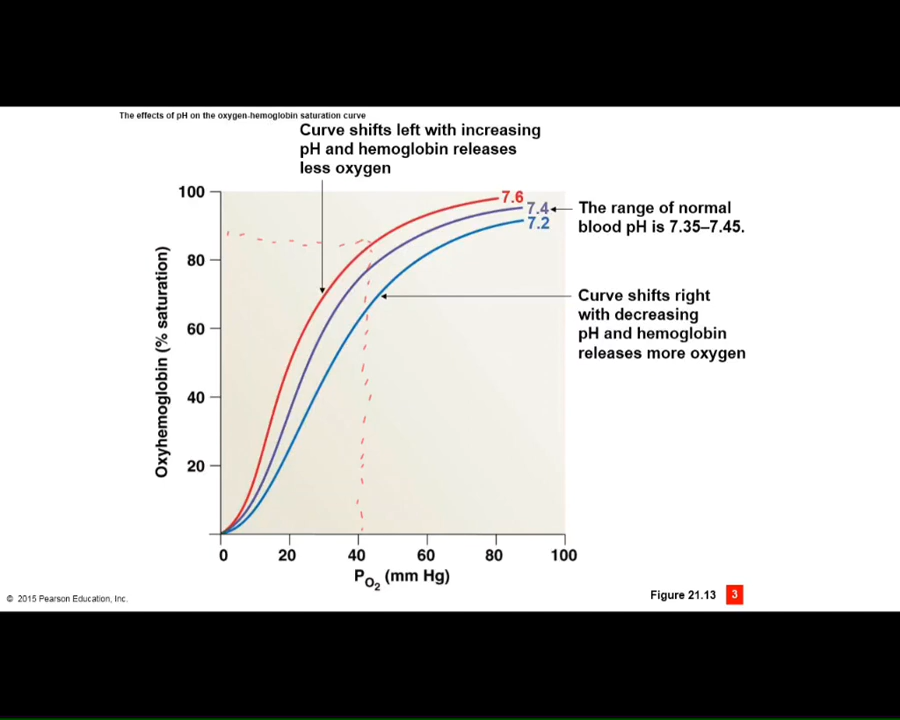 The effects of pH on the oxygen-hemoglobin saturation curve
Curve shifts left with increasing
pH and hemoglobin releases
less oxygen
100
80
60
40
20
Oxyhemoglobin (% saturation)
7.6
7.4
7.2
The range of normal
blood pH is 7.35–7.45.
Curve shifts right
with decreasing
pH and hemoglobin
releases more oxygen
0 20 40 60 80 100
PO2 (mm Hg)
© 2015 Pearson Education, Inc.
Figure 21.13 3